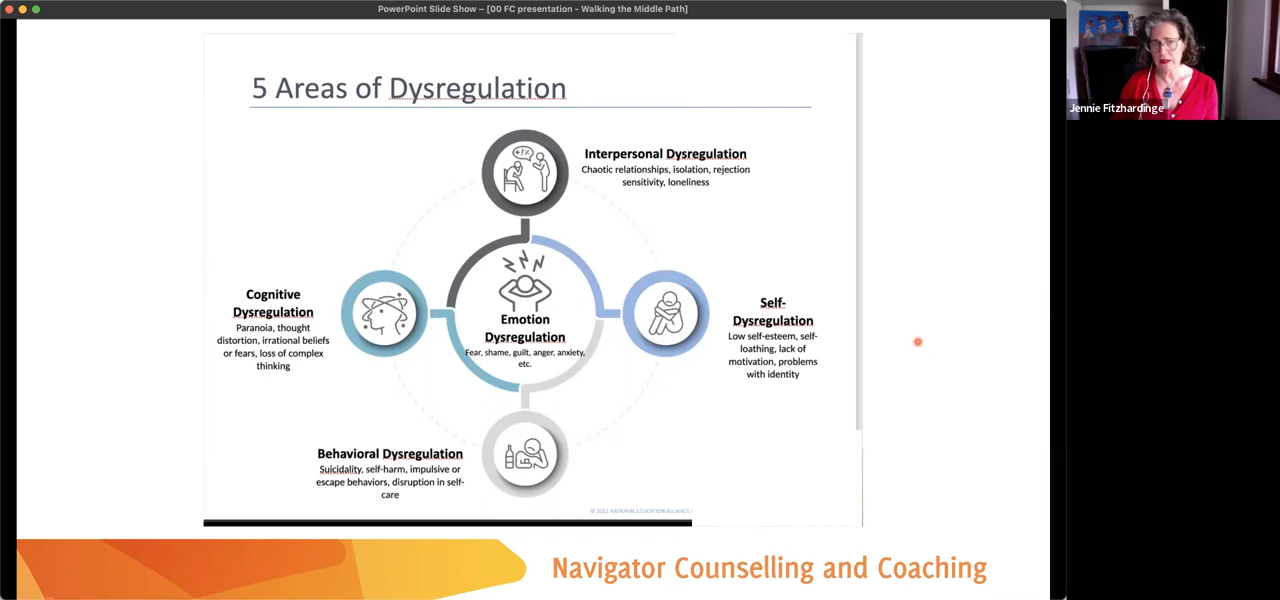 PowerPoint Slide Show – [00 FC presentation - Walking the Middle Path]
Jennie Fitzhardinge
5 Areas of Dysregulation
Interpersonal Dysregulation
Chaotic relationships, isolation, rejection
sensitivity, loneliness
Cognitive
Dysregulation
Paranoia, thought
distortion, irrational beliefs
or fears, loss of complex
thinking
Emotion
Dysregulation
Fear, shame, guilt, anger, anxiety,
etc.
Self-
Dysregulation
Low self-esteem, self-
loathing, lack of
motivation, problems
with identity
Behavioral Dysregulation
Suicidality, self-harm, impulsive or
escape behaviors, disruption in self-
care
NATIONAL EDUCATION ALLIANCE
Navigator Counselling and Coaching